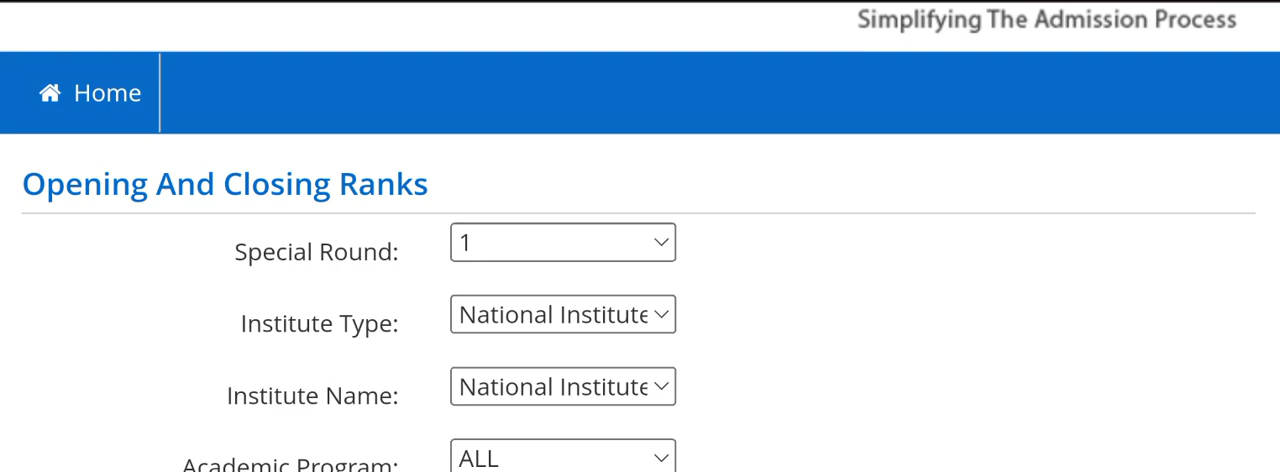 Simplifying The Admission Process
Home
Opening And Closing Ranks
Special Round: 1
Institute Type: National Institute
Institute Name: National Institute
Academic Program: ALL